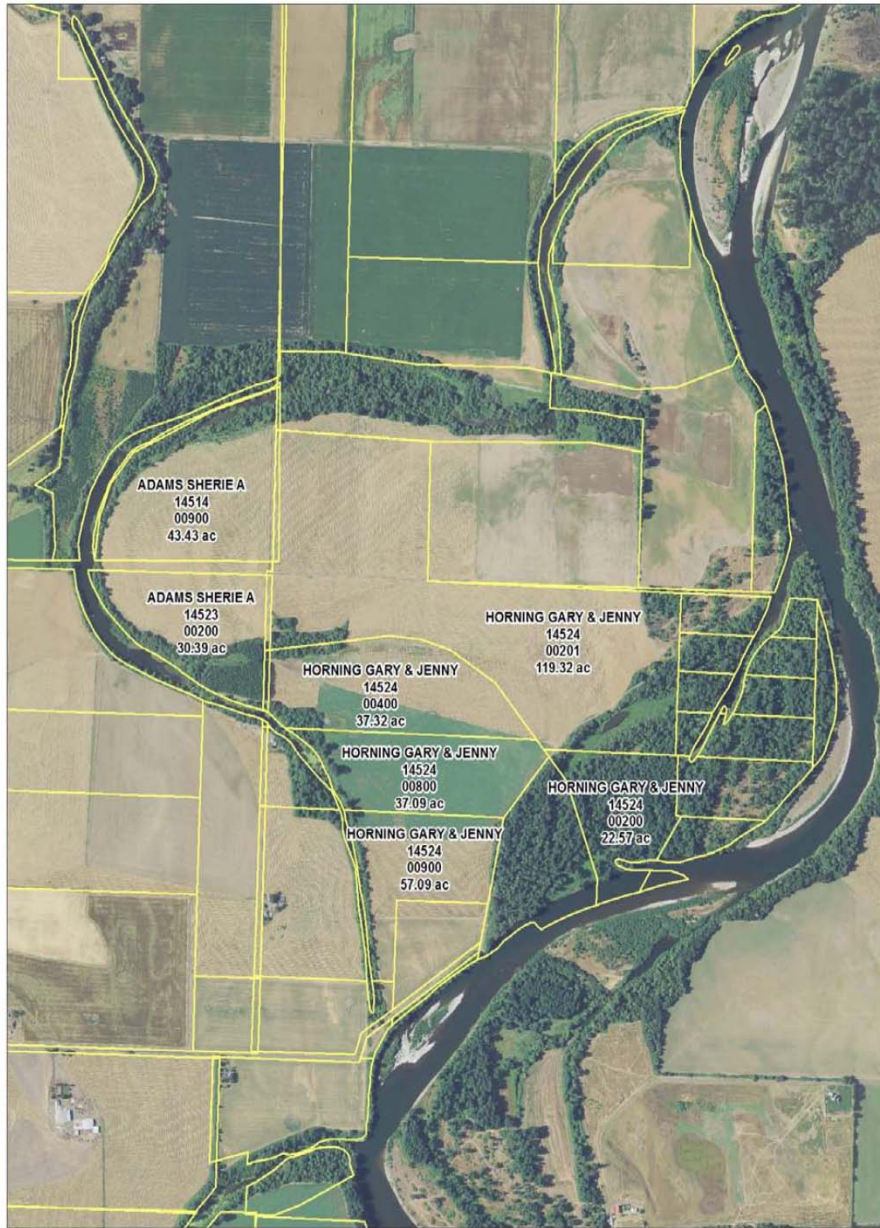 ADAMS SHERIE A
14514
00900
43.43 ac
ADAMS SHERIE A
14523
00200
30.39 ac
HORNING GARY & JENNY
14524
00201
119.32 ac
HORNING GARY & JENNY
14524
00400
37.32 ac
HORNING GARY & JENNY
14524
00800
37.09 ac
HORNING GARY & JENNY
14524
00200
22.57 ac
HORNING GARY & JENNY
14524
00900
57.09 ac